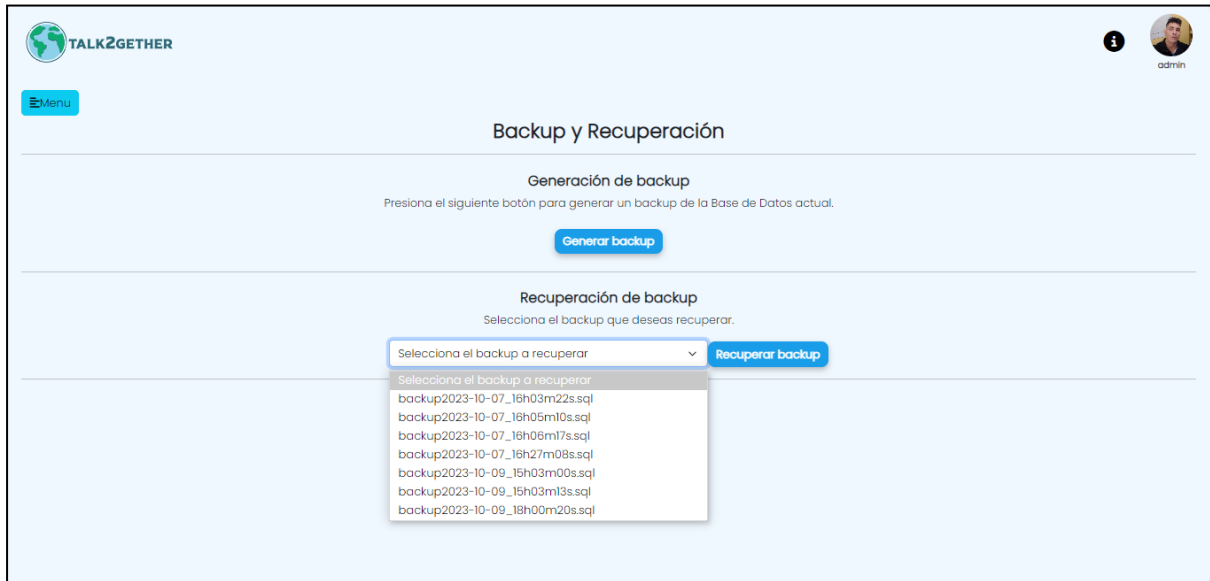 TALK2GETHER
admin
Menu
Backup y Recuperación
Generación de backup
Presiona el siguiente botón para generar un backup de la Base de Datos actual.
Generar backup
Recuperación de backup
Selecciona el backup que deseas recuperar.
Selecciona el backup a recuperar
Recuperar backup
Selecciona el backup a recuperar
backup2023-10-07_16h03m22s.sql
backup2023-10-07_16h05m10s.sql
backup2023-10-07_16h06m17s.sql
backup2023-10-07_16h27m08s.sql
backup2023-10-09_15h03m00s.sql
backup2023-10-09_15h03m13s.sql
backup2023-10-09_18h00m20s.sql